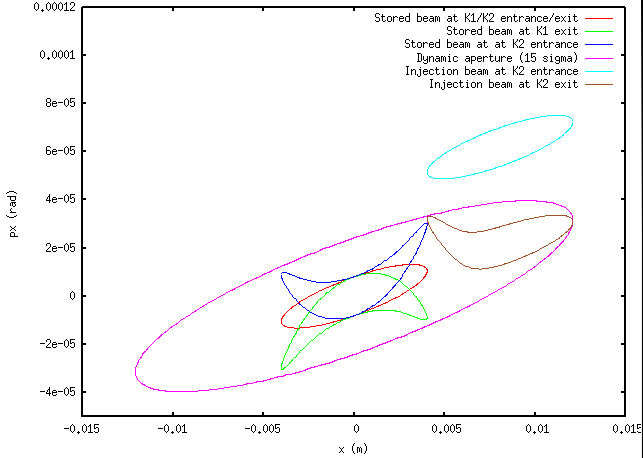 0.00012
Stored beam at K1/K2 entrance/exit
Stored beam at K1 exit
Stored beam at at K2 entrance
Dynamic aperture (15 sigma)
Injection beam at K2 entrance
Injection beam at K2 exit
0.0001
8e-05
6e-05
4e-05
2e-05
0
-2e-05
-4e-05
px (rad)
-0.015 -0.01 -0.005 0 0.005 0.01 0.015
x (m)